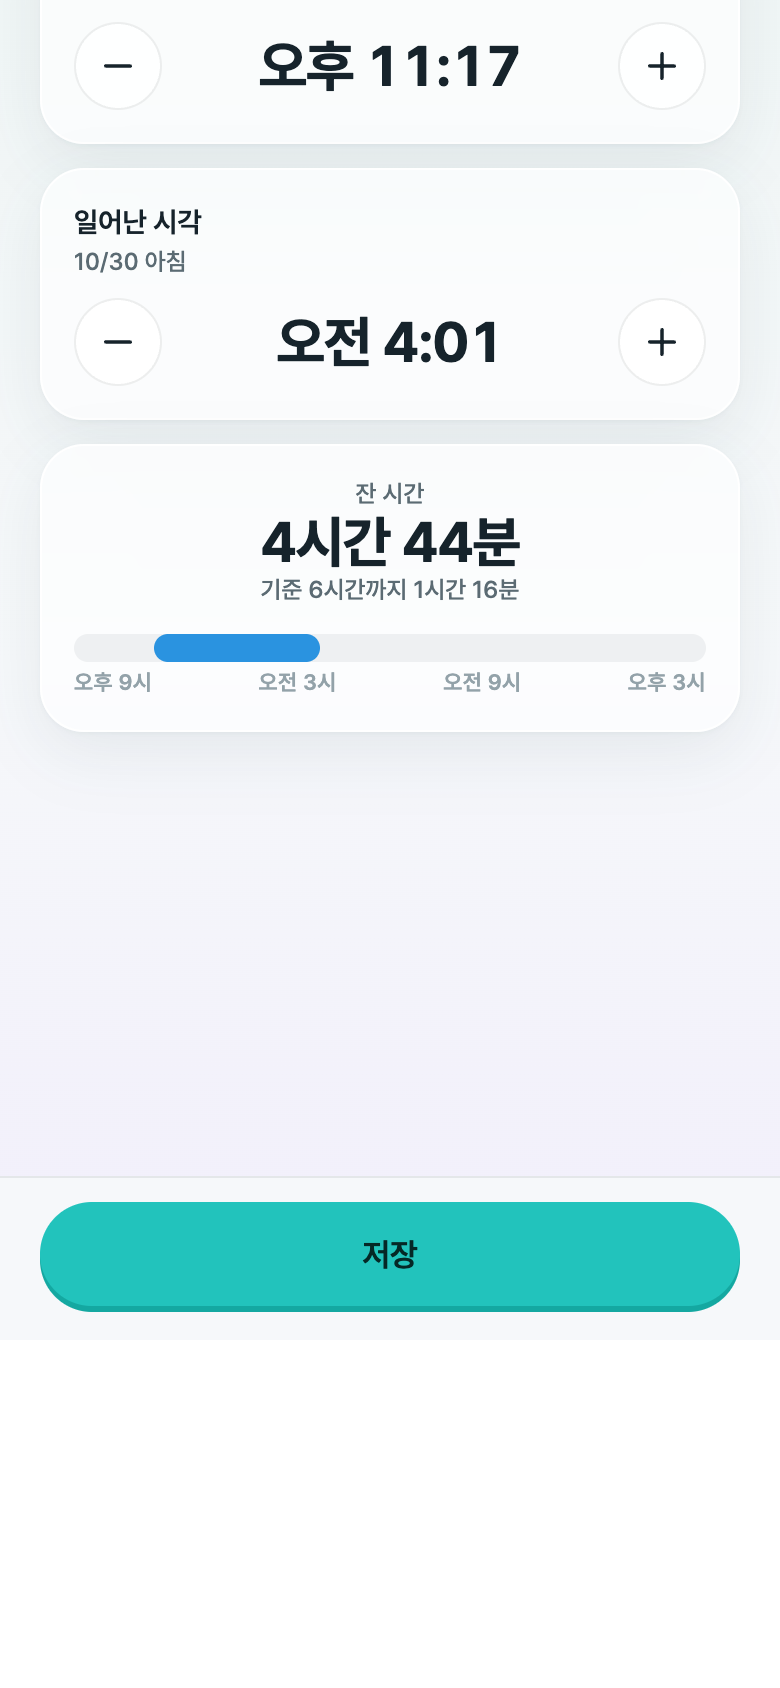 오후 11:17
일어난 시각
10/30 아침
오전 4:01
잔 시간
4시간 44분
기준 6시간까지 1시간 16분
오후 9시 오전 3시 오전 9시 오후 3시
저장